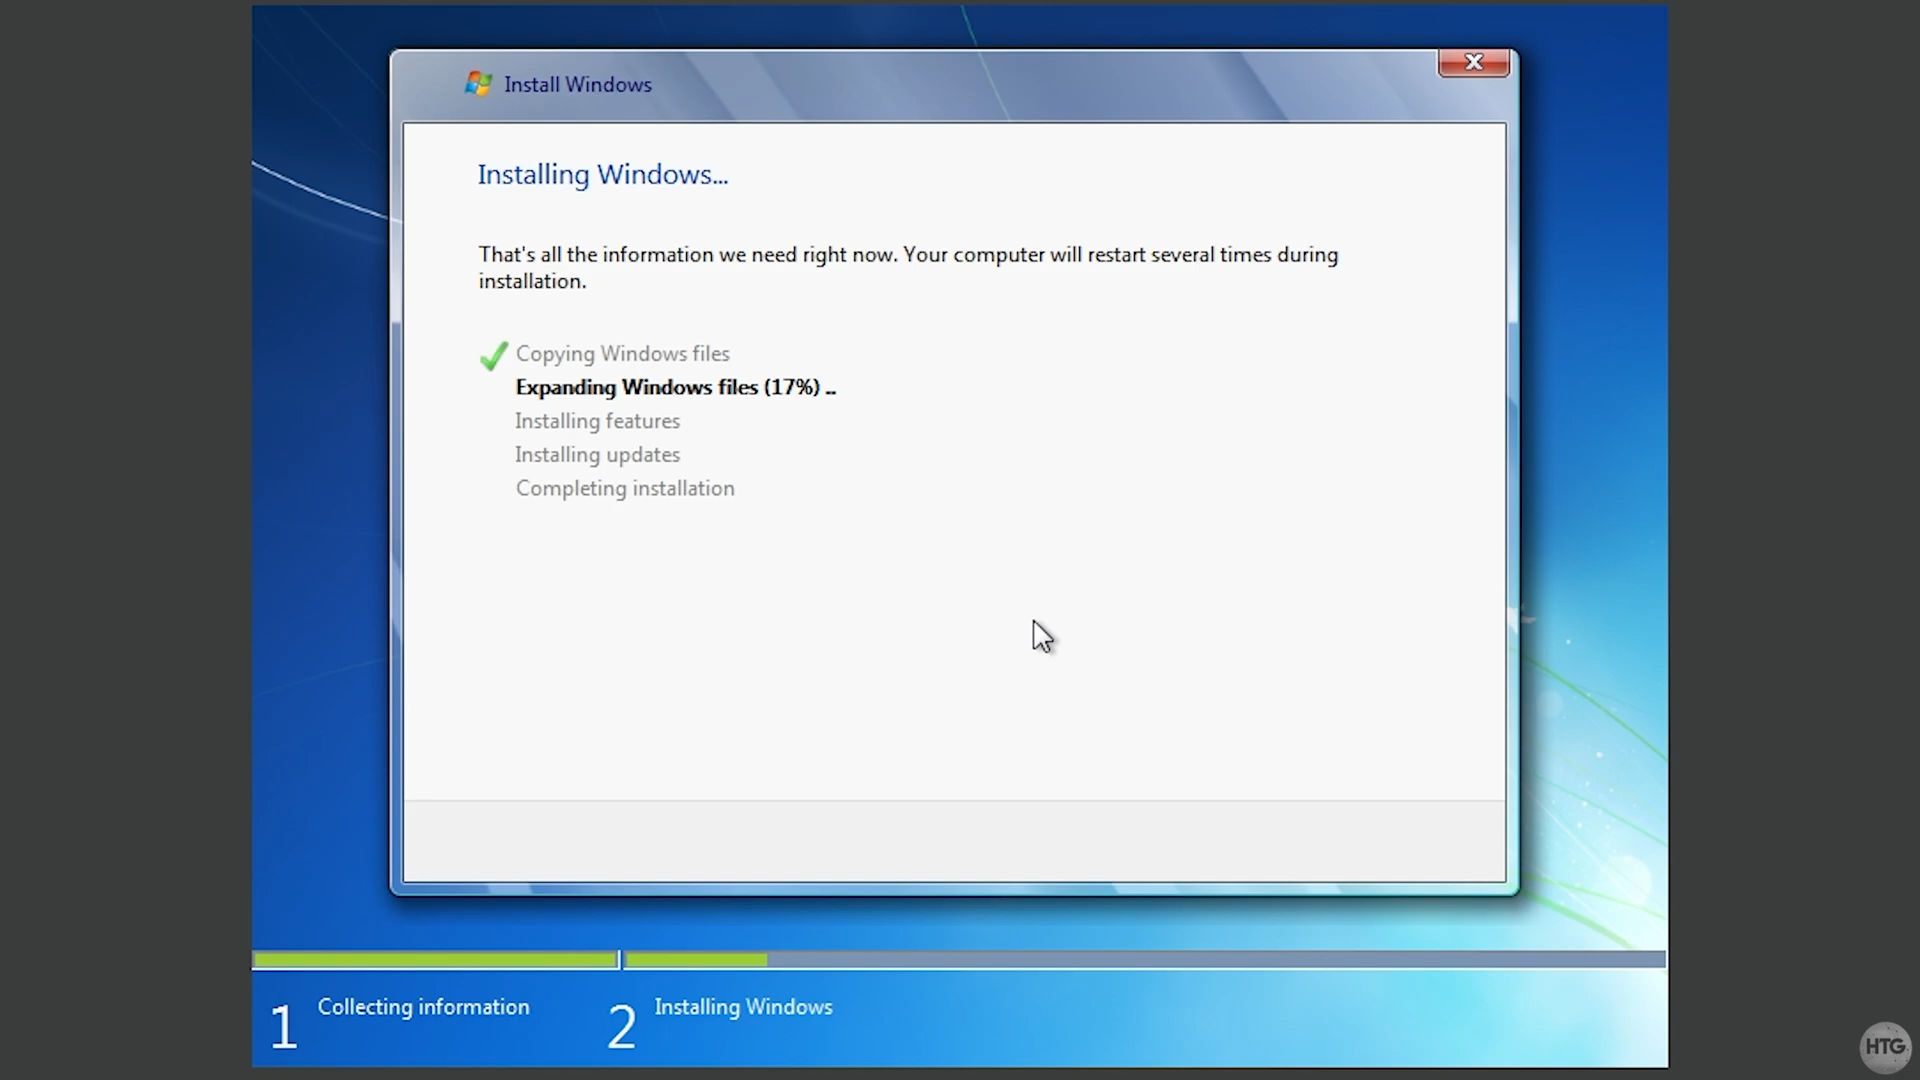 Install Windows
Installing Windows...
That's all the information we need right now. Your computer will restart several times during
installation.
Copying Windows files
Expanding Windows files (17%) ..
Installing features
Installing updates
Completing installation
1 Collecting information
2 Installing Windows
HTG